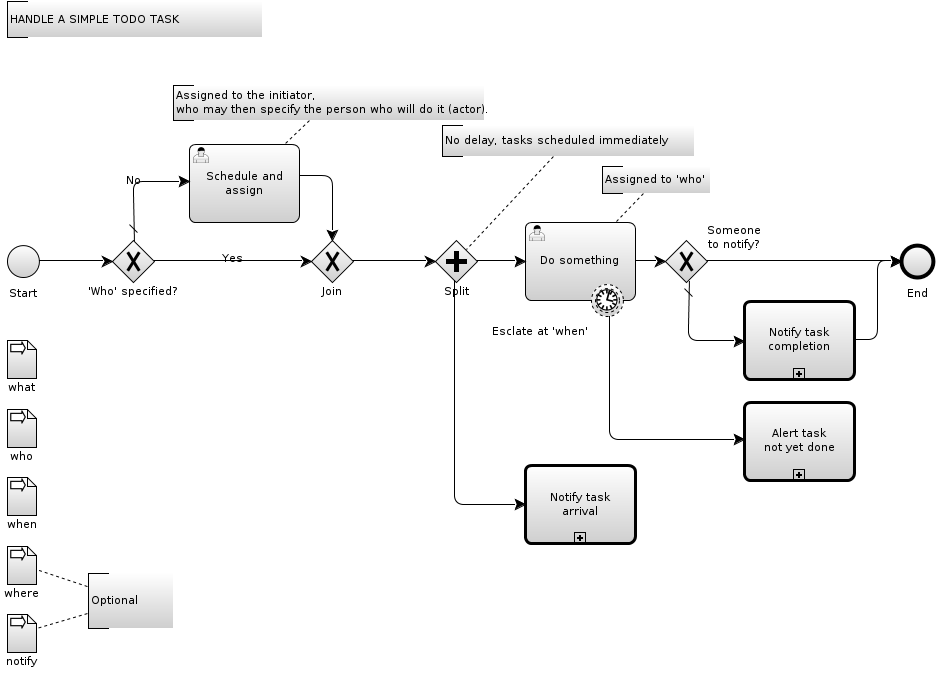 HANDLE A SIMPLE TODO TASK
Assigned to the initiator,
who may then specify the person who will do it (actor).
No delay, tasks scheduled immediately
Assigned to 'who'
No
Schedule and
assign
Someone
to notify?
Yes
Do something
Start
'Who' specified?
Join
Split
End
Esclate at 'when'
Notify task
completion
what
Alert task
not yet done
who
Notify task
arrival
when
where
Optional
notify